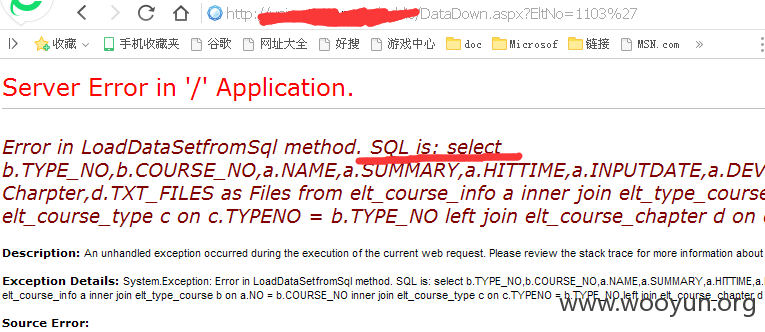 http:/ /DataDown.aspx?EltNo=1103%27
收藏 手机收藏夹 谷歌 网址大全 好搜 游戏中心 doc Microsof 链接 MSN.com
Server Error in '/' Application.
Error in LoadDataSetfromSql method. SQL is: select
b.TYPE_NO,b.COURSE_NO,a.NAME,a.SUMMARY,a.HITTIME,a.INPUTDATE,a.DEV
Charpter,d.TXT_FILES as Files from elt_course_info a inner join elt_type_course
elt_course_type c on c.TYPENO = b.TYPE_NO left join elt_course_chapter d on
Description: An unhandled exception occurred during the execution of the current web request. Please review the stack trace for more information about
Exception Details: System.Exception: Error in LoadDataSetfromSql method. SQL is: select b.TYPE_NO,b.COURSE_NO,a.NAME,a.SUMMARY,a.HITTIME,a.
elt_course_info a inner join elt_type_course b on a.NO = b.COURSE_NO inner join elt_course_type c on c.TYPENO = b.TYPE_NO left join elt_course_chapter d
www.wooyun.org
Source Error: